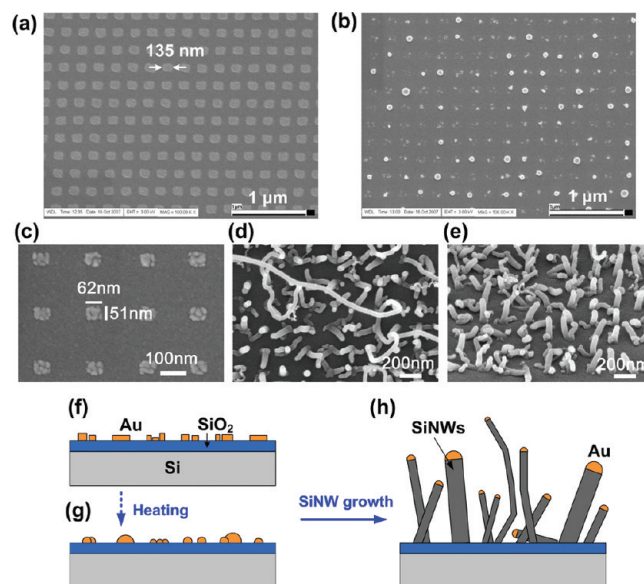 (a)
135 nm
1 µm
(b)
1 µm
(c)
62nm
51nm
100nm
(d)
200nm
(e)
200nm
(f)
Au
SiO₂
Si
(g)
Heating
SiNW growth
(h)
SiNWs
Au